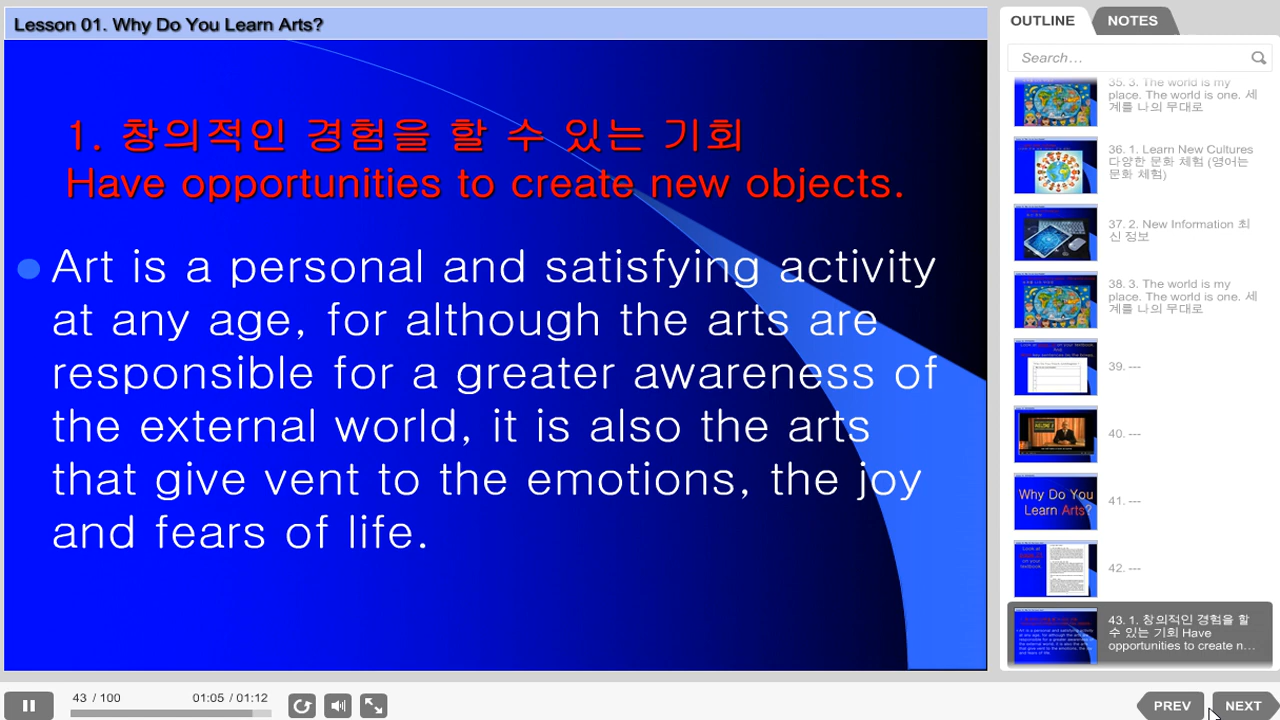 Lesson 01. Why Do You Learn Arts?
1. 창의적인 경험을 할 수 있는 기회
Have opportunities to create new objects.
Art is a personal and satisfying activity
at any age, for although the arts are
responsible for a greater awareness of
the external world, it is also the arts
that give vent to the emotions, the joy
and fears of life.
OUTLINE
NOTES
Search...
35. 3. The world is my
place. The world is one. 세
계를 나의 무대로
36. 1. Learn New Cultures
다양한 문화 체험 (영어는
문화 체험)
37. 2. New Information 최
신 정보
38. 3. The world is my
place. The world is one. 세
계를 나의 무대로
39. ---
40. ---
Why Do You
Learn Arts?
41. ---
42. ---
43. 1. 창의적인 경험을 할
수 있는 기회 Have
opportunities to create n...
43 / 100
01:05 / 01:12
PREV
NEXT